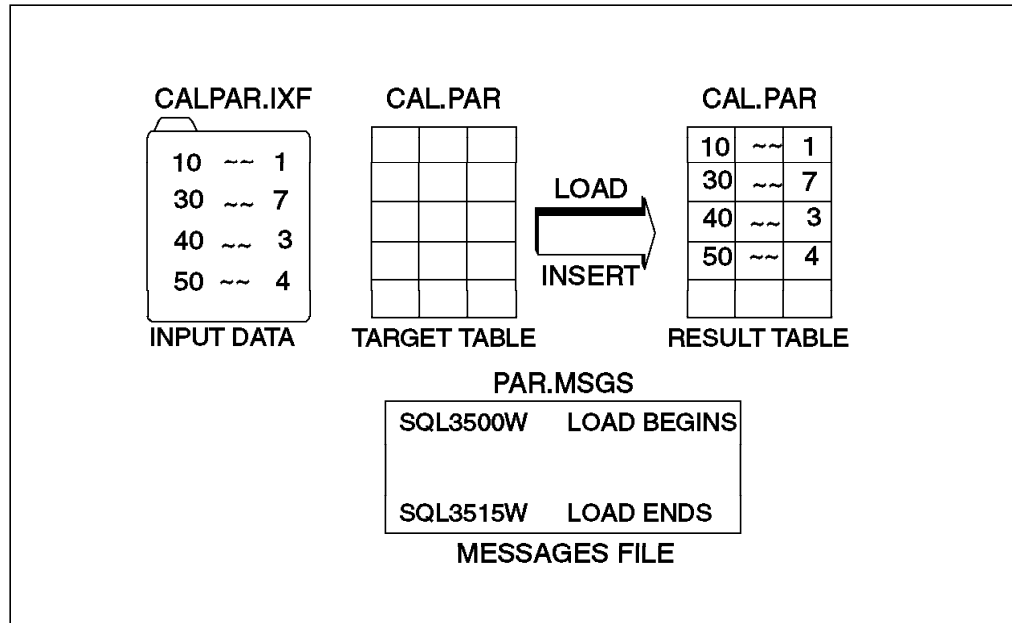 CALPAR.IXF
10 ~~ 1
30 ~~ 7
40 ~~ 3
50 ~~ 4
INPUT DATA
CAL.PAR
TARGET TABLE
LOAD
INSERT
CAL.PAR
10 ~~ 1
30 ~~ 7
40 ~~ 3
50 ~~ 4
RESULT TABLE
PAR.MSGS
SQL3500W LOAD BEGINS
SQL3515W LOAD ENDS
MESSAGES FILE